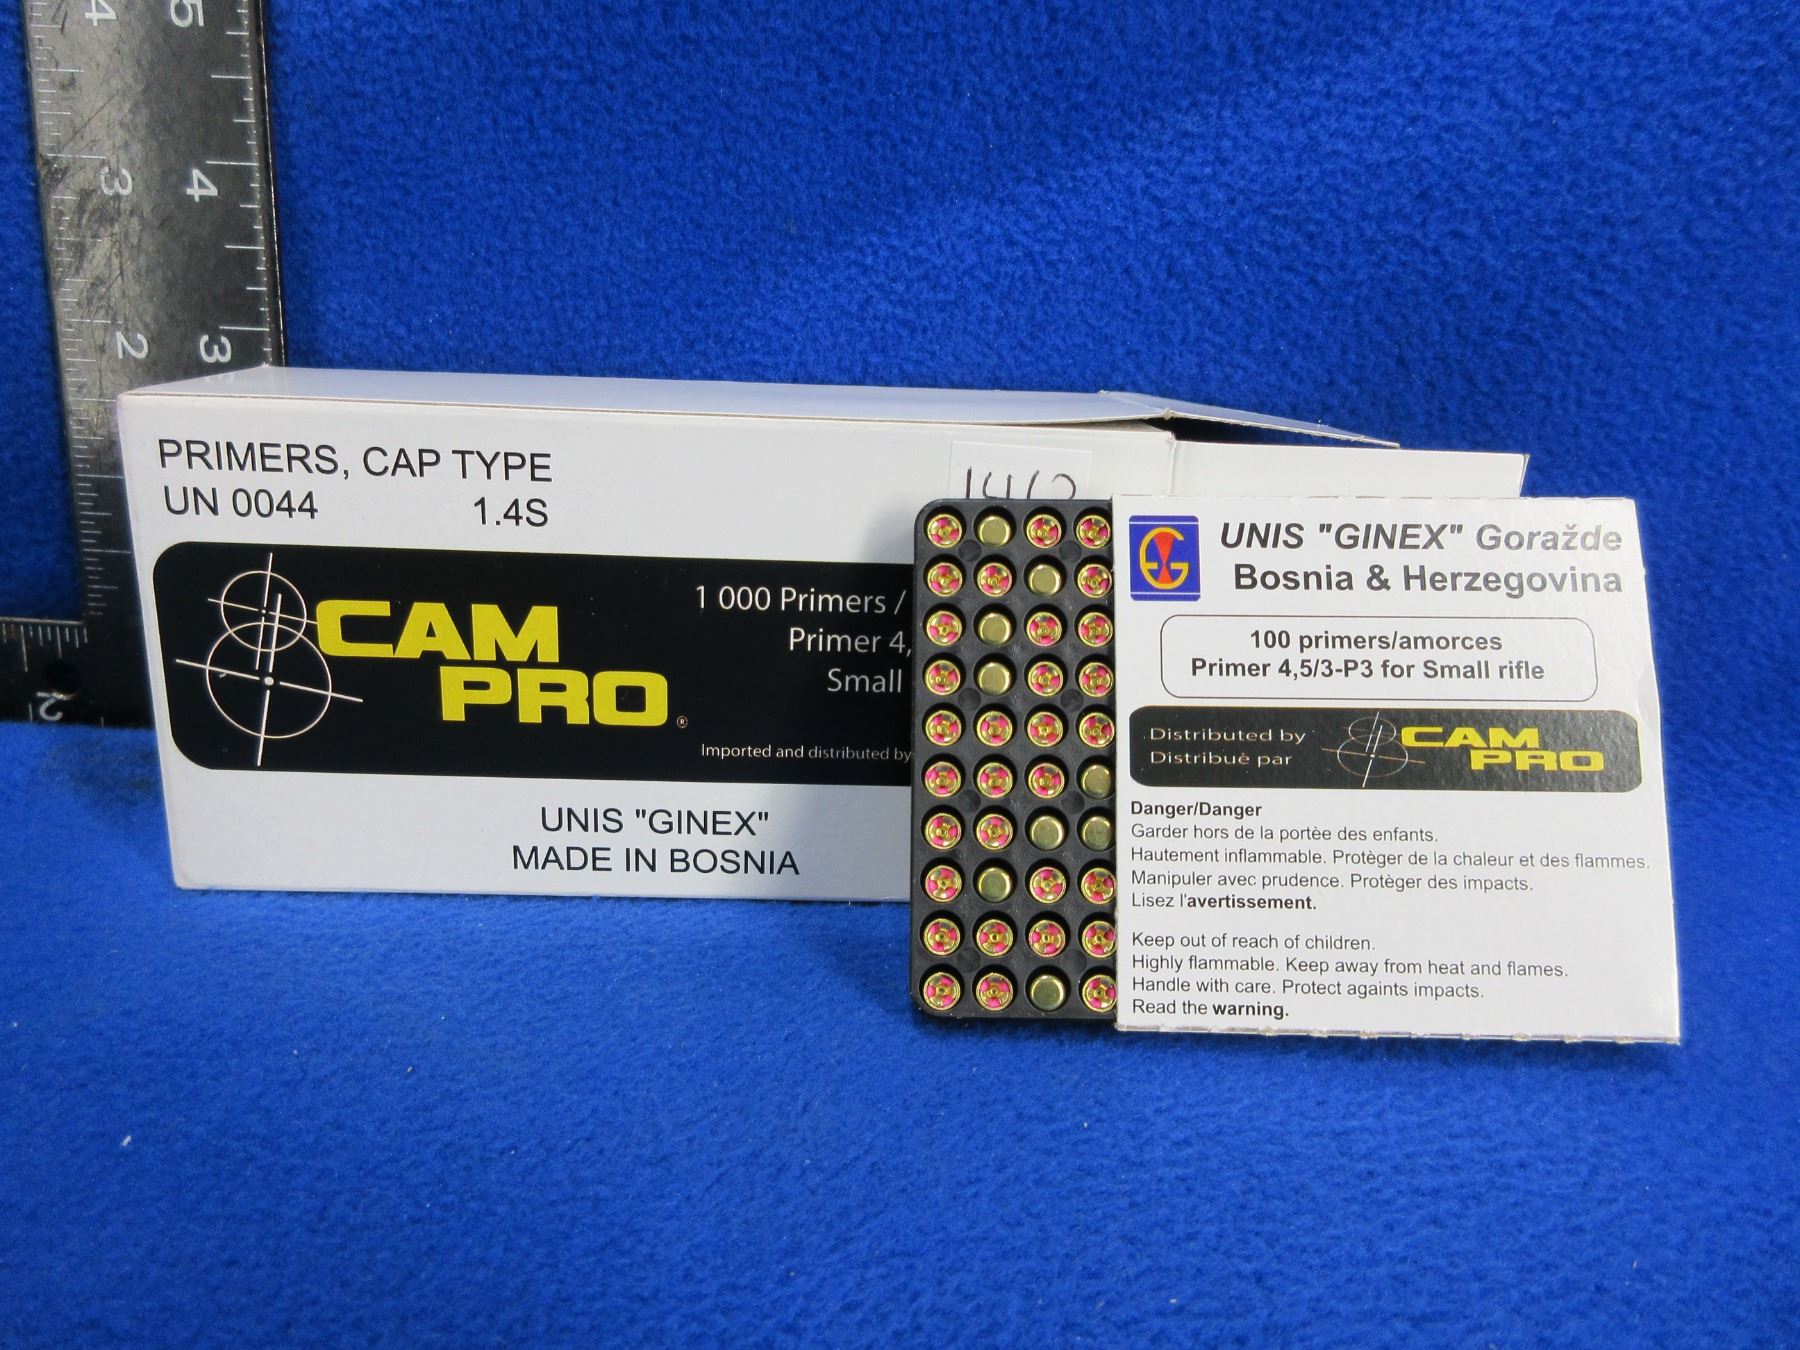 4 5
3 4
2 3
2
PRIMERS, CAP TYPE
UN 0044 1.4S
CAM
PRO ®
1 000 Primers /
Primer 4,
Small
Imported and distributed by
UNIS "GINEX"
MADE IN BOSNIA
UNIS "GINEX" Goražde
Bosnia & Herzegovina
100 primers/amorces
Primer 4,5/3-P3 for Small rifle
Distributed by
Distribuè par
CAM
PRO
Danger/Danger
Garder hors de la portèe des enfants.
Hautement inflammable. Protèger de la chaleur et des flammes.
Manipuler avec prudence. Protèger des impacts.
Lisez l'avertissement.
Keep out of reach of children.
Highly flammable. Keep away from heat and flames.
Handle with care. Protect againts impacts.
Read the warning.